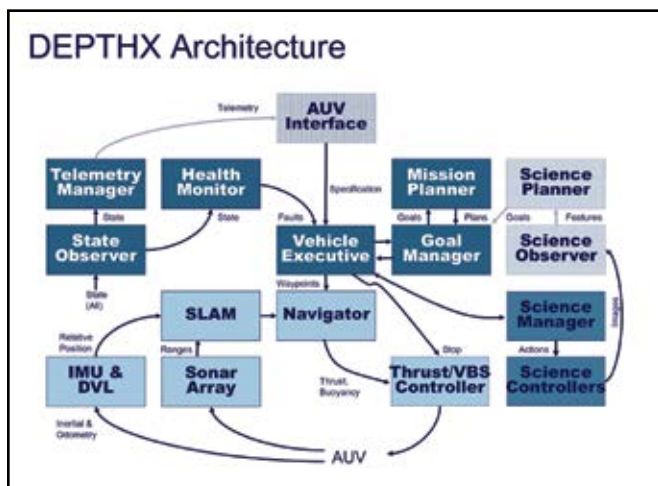 DEPTHX Architecture
Telemetry
AUV
Interface
Telemetry
Manager
Health
Monitor
Specification
Mission
Planner
Science
Planner
State
State
Faults
Goals
Plans
Goals
Features
State
Observer
Vehicle
Executive
Goal
Manager
Science
Observer
State
(All)
Waypoints
SLAM
Navigator
Science
Manager
Images
Relative
Position
Ranges
Stop
Actions
IMU &
DVL
Sonar
Array
Thrust,
Buoyancy
Thrust/VBS
Controller
Science
Controllers
Inertial &
Odometry
AUV